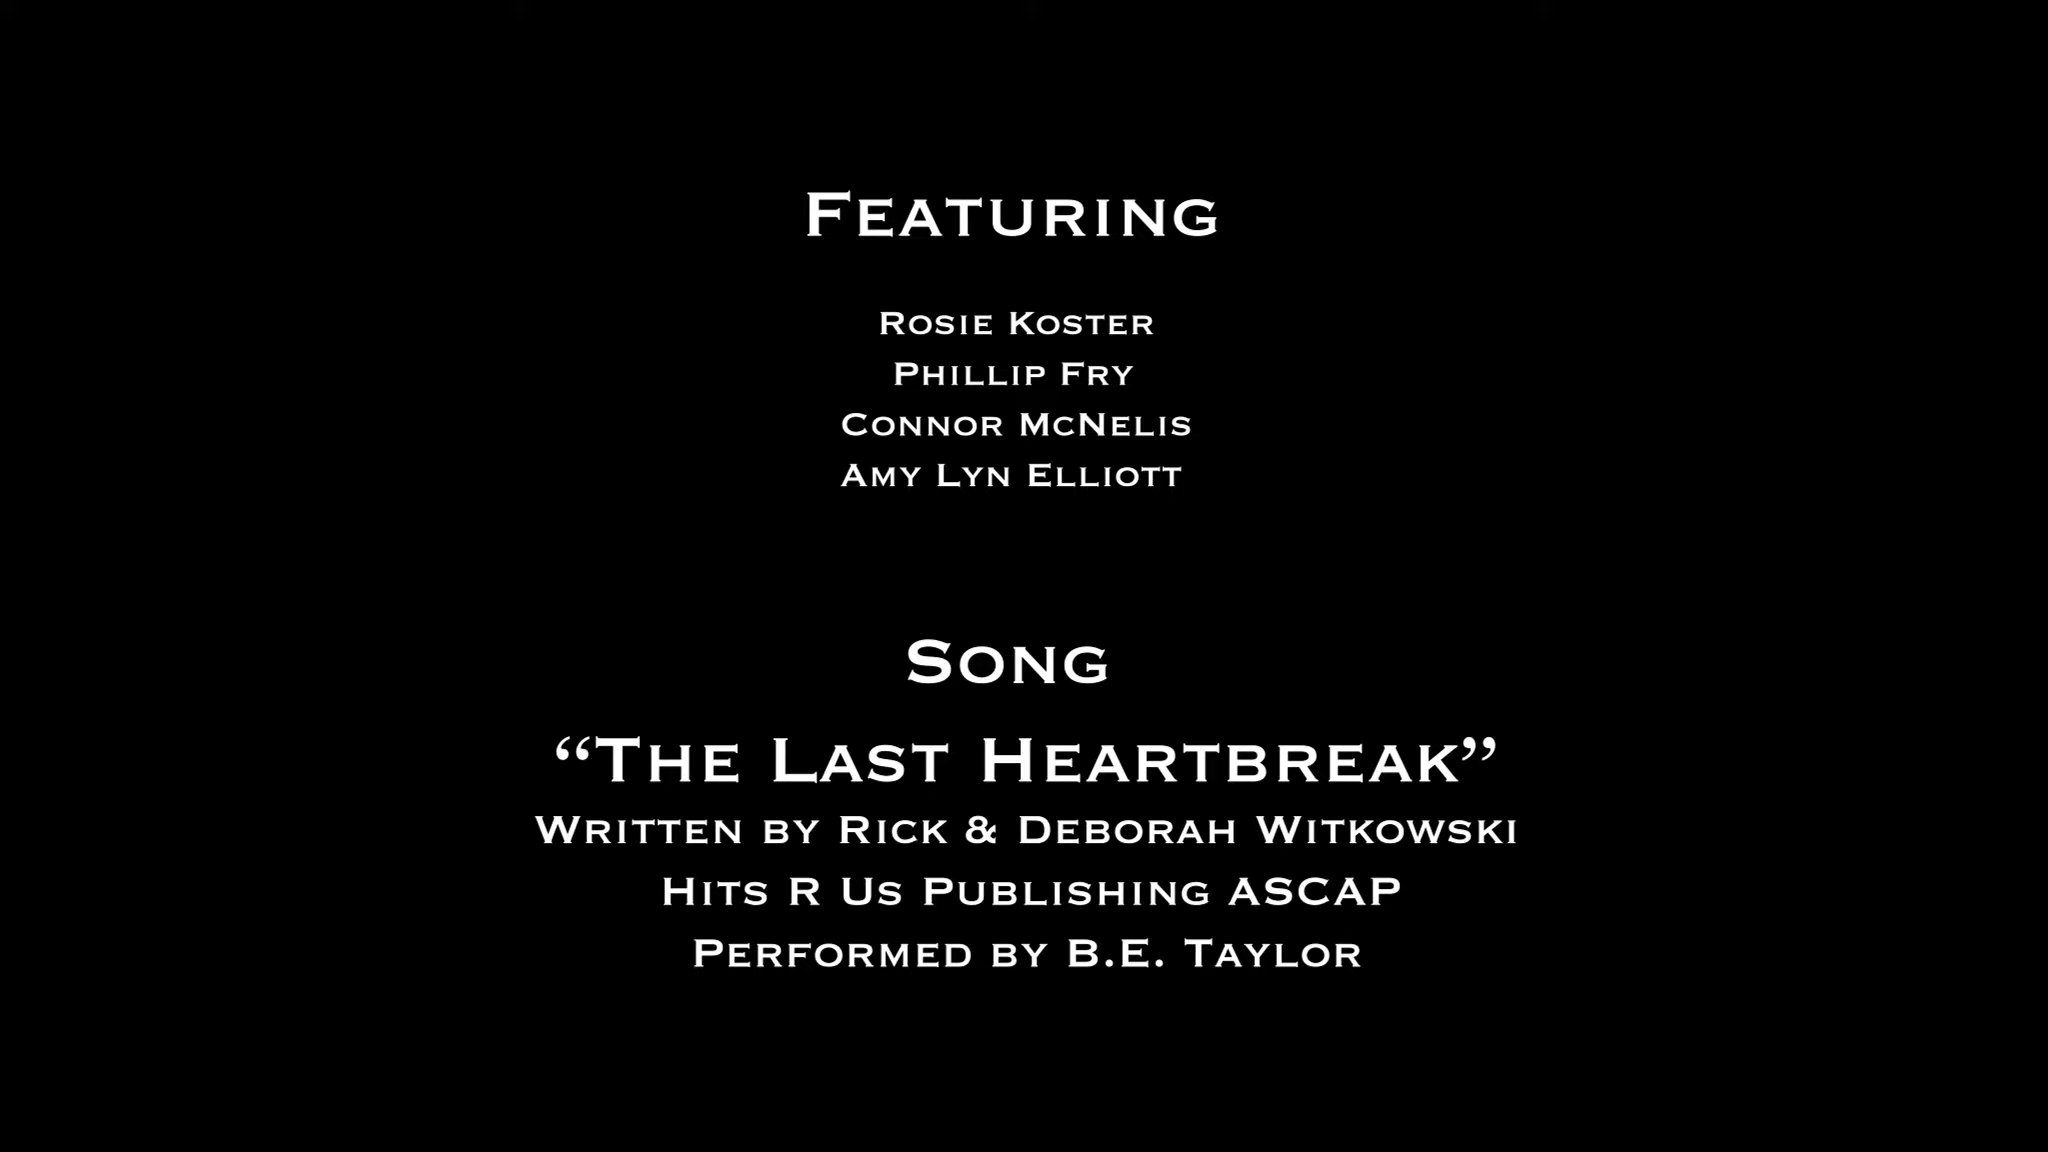 Featuring
Rosie Koster
Phillip Fry
Connor McNelis
Amy Lyn Elliott
Song
“The Last Heartbreak”
Written by Rick & Deborah Witkowski
Hits R Us Publishing ASCAP
Performed by B.E. Taylor